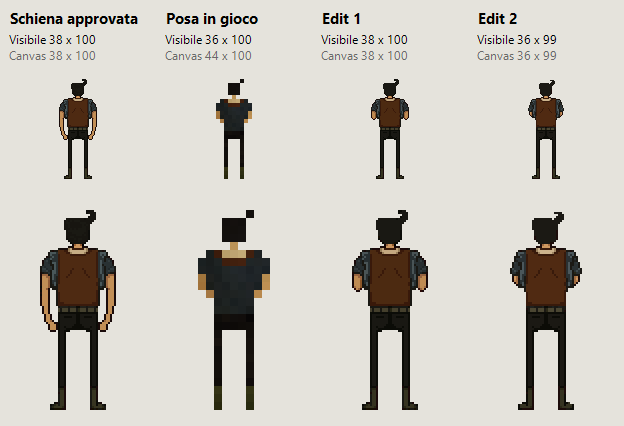 Schiena approvata
Visibile 38 x 100
Canvas 38 x 100
Posa in gioco
Visibile 36 x 100
Canvas 44 x 100
Edit 1
Visibile 38 x 100
Canvas 38 x 100
Edit 2
Visibile 36 x 99
Canvas 36 x 99